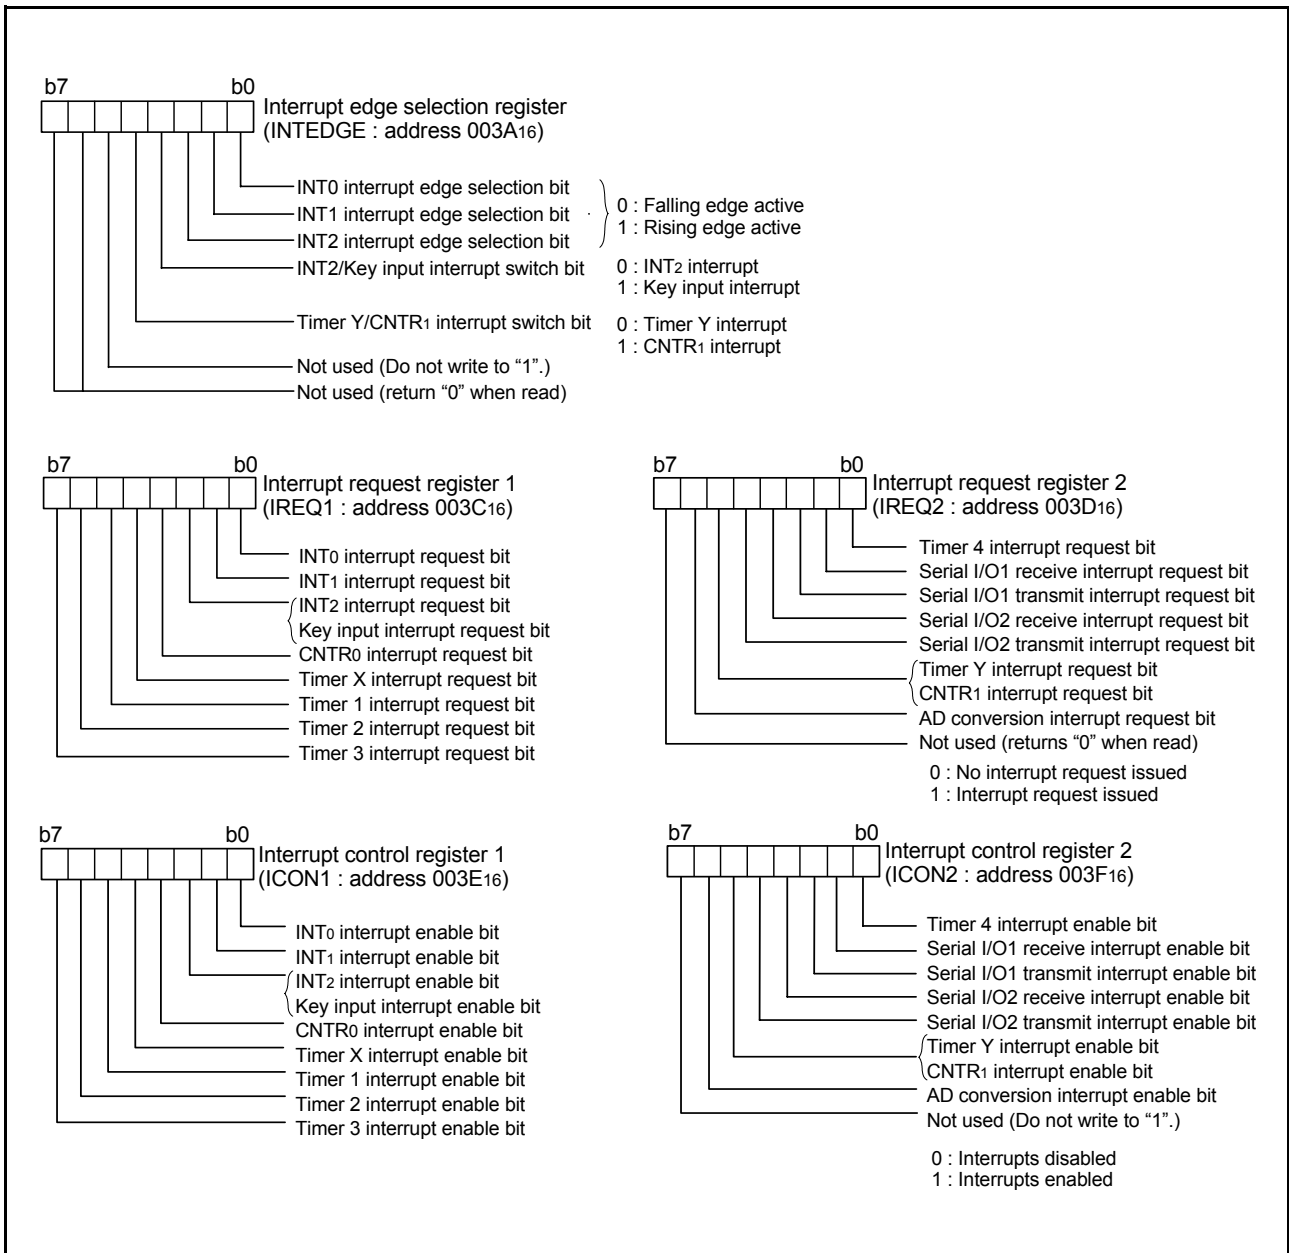 b7 b0
Interrupt edge selection register
(INTEDGE : address 003A16)
INT0 interrupt edge selection bit
INT1 interrupt edge selection bit
INT2 interrupt edge selection bit
0 : Falling edge active
1 : Rising edge active
INT2/Key input interrupt switch bit
0 : INT2 interrupt
1 : Key input interrupt
Timer Y/CNTR1 interrupt switch bit
0 : Timer Y interrupt
1 : CNTR1 interrupt
Not used (Do not write to “1”.)
Not used (return “0” when read)
b7 b0
Interrupt request register 1
(IREQ1 : address 003C16)
INT0 interrupt request bit
INT1 interrupt request bit
INT2 interrupt request bit
Key input interrupt request bit
CNTR0 interrupt request bit
Timer X interrupt request bit
Timer 1 interrupt request bit
Timer 2 interrupt request bit
Timer 3 interrupt request bit
b7 b0
Interrupt request register 2
(IREQ2 : address 003D16)
Timer 4 interrupt request bit
Serial I/O1 receive interrupt request bit
Serial I/O1 transmit interrupt request bit
Serial I/O2 receive interrupt request bit
Serial I/O2 transmit interrupt request bit
Timer Y interrupt request bit
CNTR1 interrupt request bit
AD conversion interrupt request bit
Not used (returns “0” when read)
0 : No interrupt request issued
1 : Interrupt request issued
b7 b0
Interrupt control register 1
(ICON1 : address 003E16)
INT0 interrupt enable bit
INT1 interrupt enable bit
INT2 interrupt enable bit
Key input interrupt enable bit
CNTR0 interrupt enable bit
Timer X interrupt enable bit
Timer 1 interrupt enable bit
Timer 2 interrupt enable bit
Timer 3 interrupt enable bit
b7 b0
Interrupt control register 2
(ICON2 : address 003F16)
Timer 4 interrupt enable bit
Serial I/O1 receive interrupt enable bit
Serial I/O1 transmit interrupt enable bit
Serial I/O2 receive interrupt enable bit
Serial I/O2 transmit interrupt enable bit
Timer Y interrupt enable bit
CNTR1 interrupt enable bit
AD conversion interrupt enable bit
Not used (Do not write to “1”.)
0 : Interrupts disabled
1 : Interrupts enabled